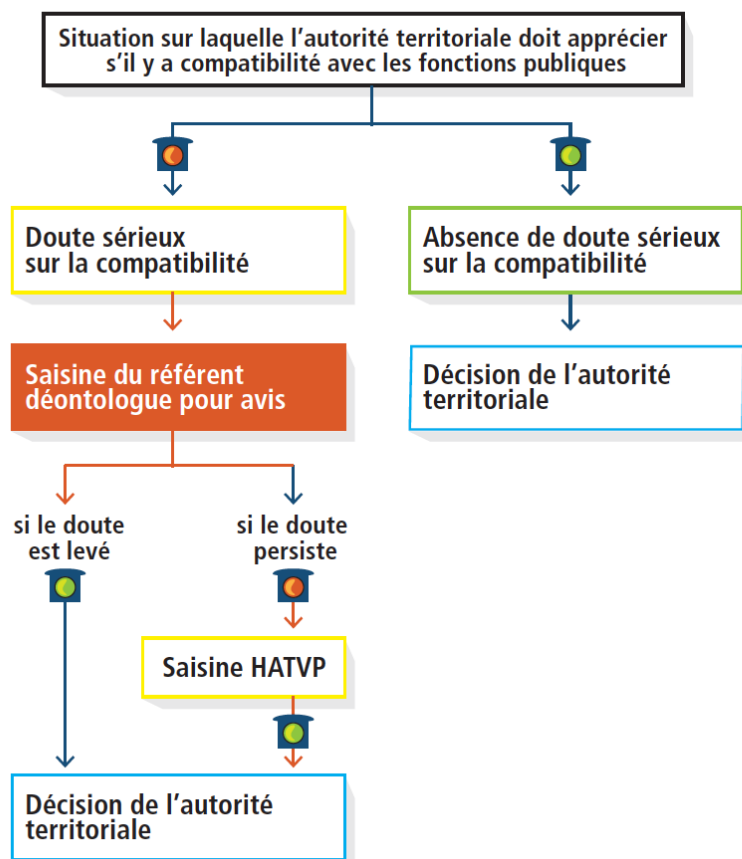 Situation sur laquelle l’autorité territoriale doit apprécier
s’il y a compatibilité avec les fonctions publiques
Doute sérieux
sur la compatibilité
Absence de doute sérieux
sur la compatibilité
Saisine du référent
déontologue pour avis
Décision de l’autorité
territoriale
si le doute
est levé
si le doute
persiste
Saisine HATVP
Décision de l’autorité
territoriale